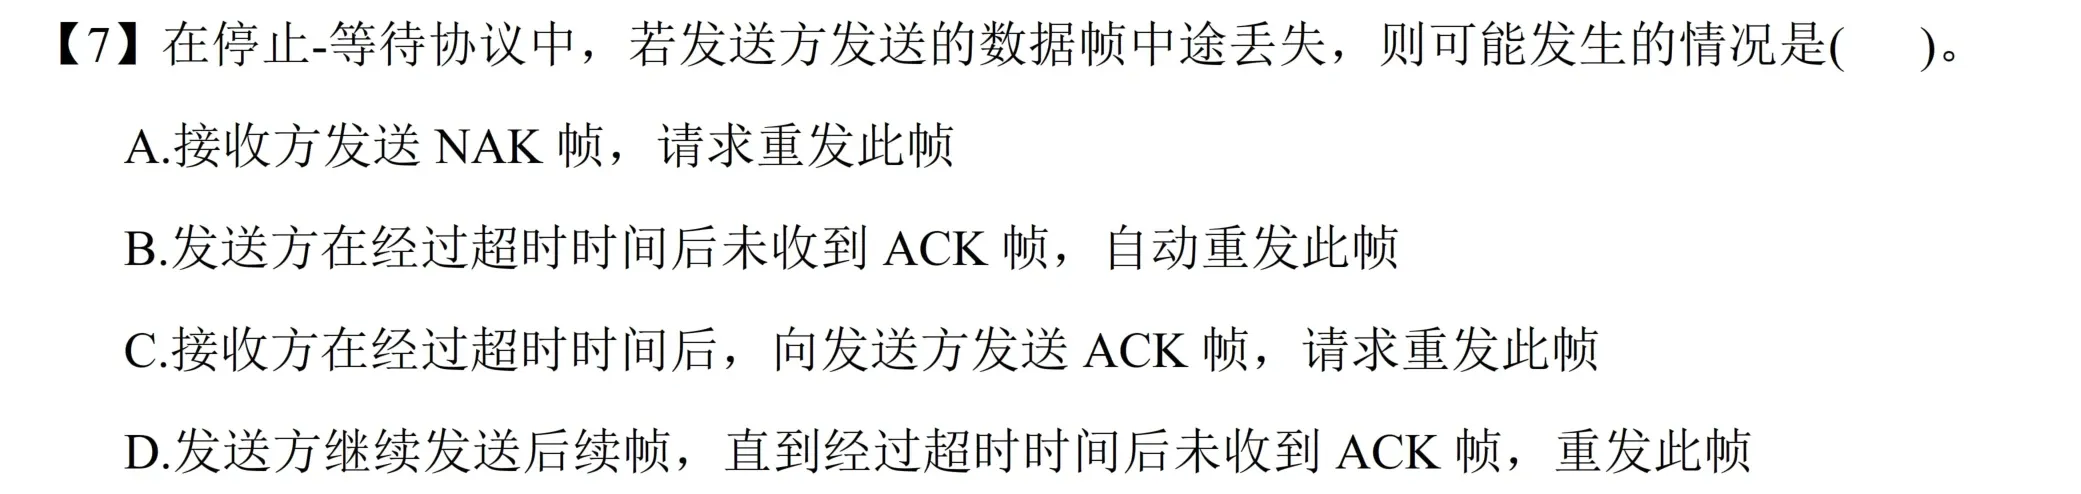 【7】在停止-等待协议中，若发送方发送的数据帧中途丢失，则可能发生的情况是(    )。
A.接收方发送 NAK 帧，请求重发此帧
B.发送方在经过超时时间后未收到 ACK 帧，自动重发此帧
C.接收方在经过超时时间后，向发送方发送 ACK 帧，请求重发此帧
D.发送方继续发送后续帧，直到经过超时时间后未收到 ACK 帧，重发此帧